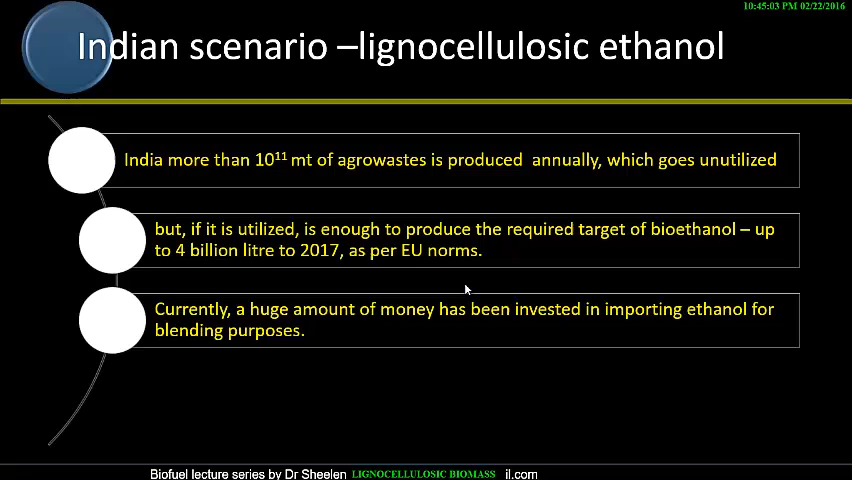 10:45:03 PM 02/22/2016
Indian scenario –lignocellulosic ethanol
India more than 10¹¹ mt of agrowastes is produced annually, which goes unutilized
but, if it is utilized, is enough to produce the required target of bioethanol – up
to 4 billion litre to 2017, as per EU norms.
Currently, a huge amount of money has been invested in importing ethanol for
blending purposes.
Biofuel lecture series by Dr Sheelen LIGNOCELLULOSIC BIOMASS il.com